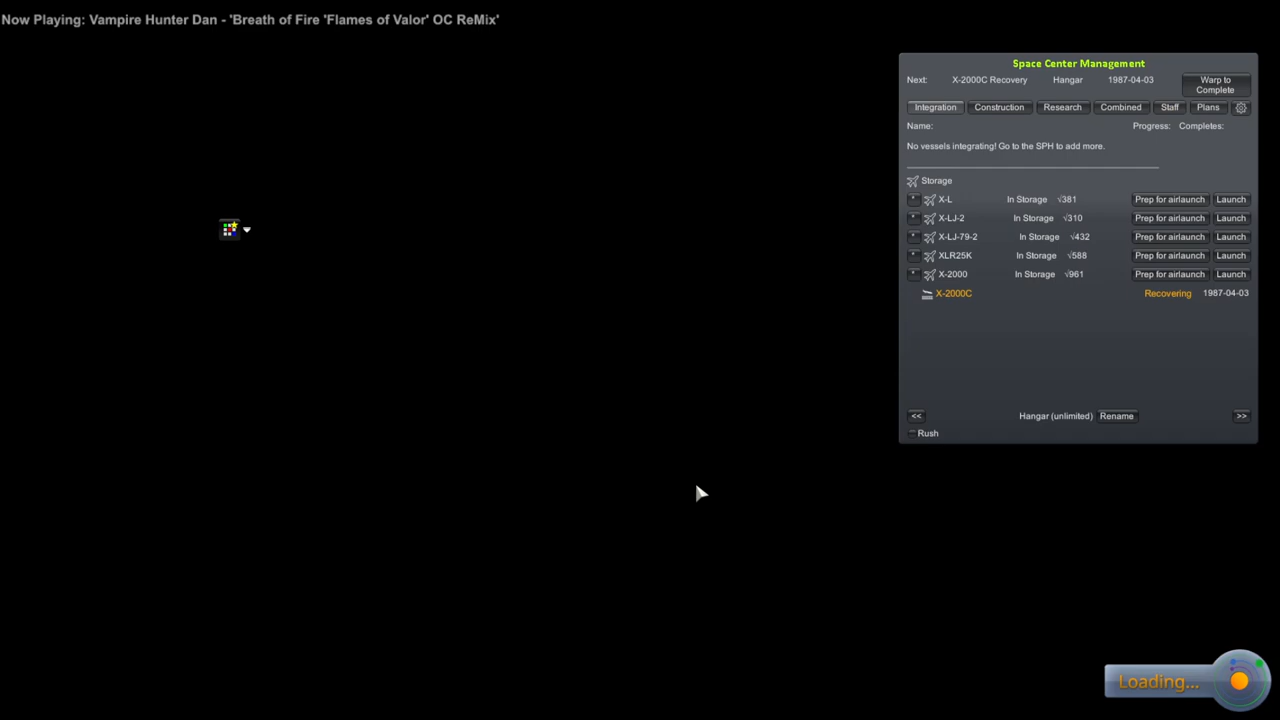 Now Playing: Vampire Hunter Dan - 'Breath of Fire 'Flames of Valor' OC ReMix'
Space Center Management
Next: X-2000C Recovery Hangar 1987-04-03 Warp to Complete
Integration Construction Research Combined Staff Plans
Name: Progress: Completes:
No vessels integrating! Go to the SPH to add more.
Storage
* X-L In Storage √381 Prep for airlaunch Launch
* X-LJ-2 In Storage √310 Prep for airlaunch Launch
* X-LJ-79-2 In Storage √432 Prep for airlaunch Launch
* XLR25K In Storage √588 Prep for airlaunch Launch
* X-2000 In Storage √961 Prep for airlaunch Launch
X-2000C Recovering 1987-04-03
<< Hangar (unlimited) Rename >>
Rush
Loading...